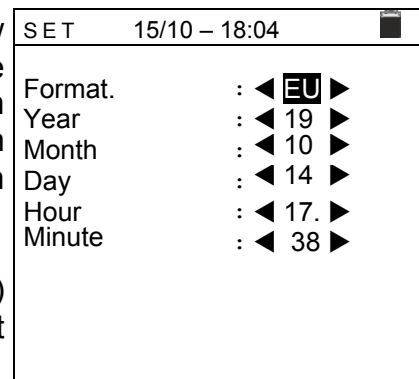 SET 15/10 – 18:04
Format. : ◀ EU ▶
Year : ◀ 19 ▶
Month : ◀ 10 ▶
Day : ◀ 14 ▶
Hour : ◀ 17. ▶
Minute : ◀ 38 ▶